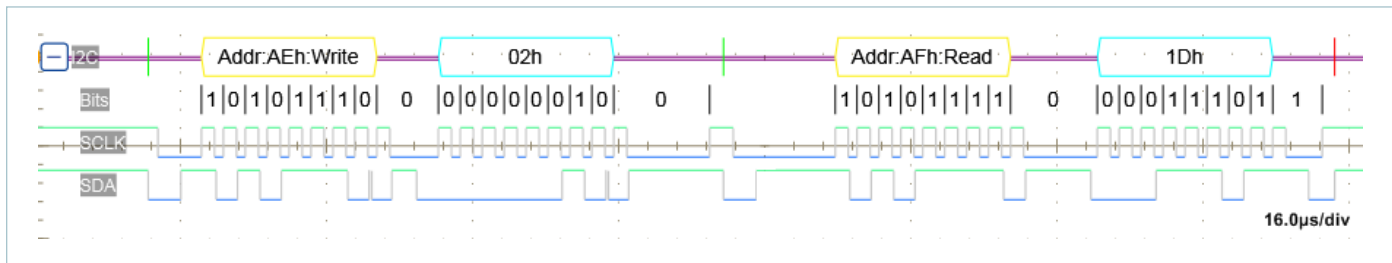 I2C Addr:AEh:Write 02h Addr:AFh:Read 1Dh
Bits 1 0 1 0 1 1 1 0 0 0 0 0 0 0 0 1 0 0 1 0 1 0 1 1 1 1 0 0 0 0 1 1 1 0 1 1
SCLK
SDA
16.0µs/div